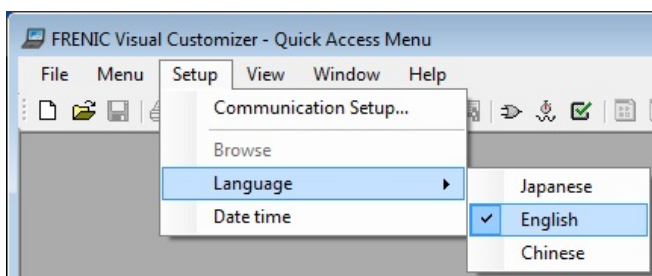 FRENIC Visual Customizer - Quick Access Menu
File Menu Setup View Window Help
Communication Setup...
Browse
Language
Date time
Japanese
English
Chinese